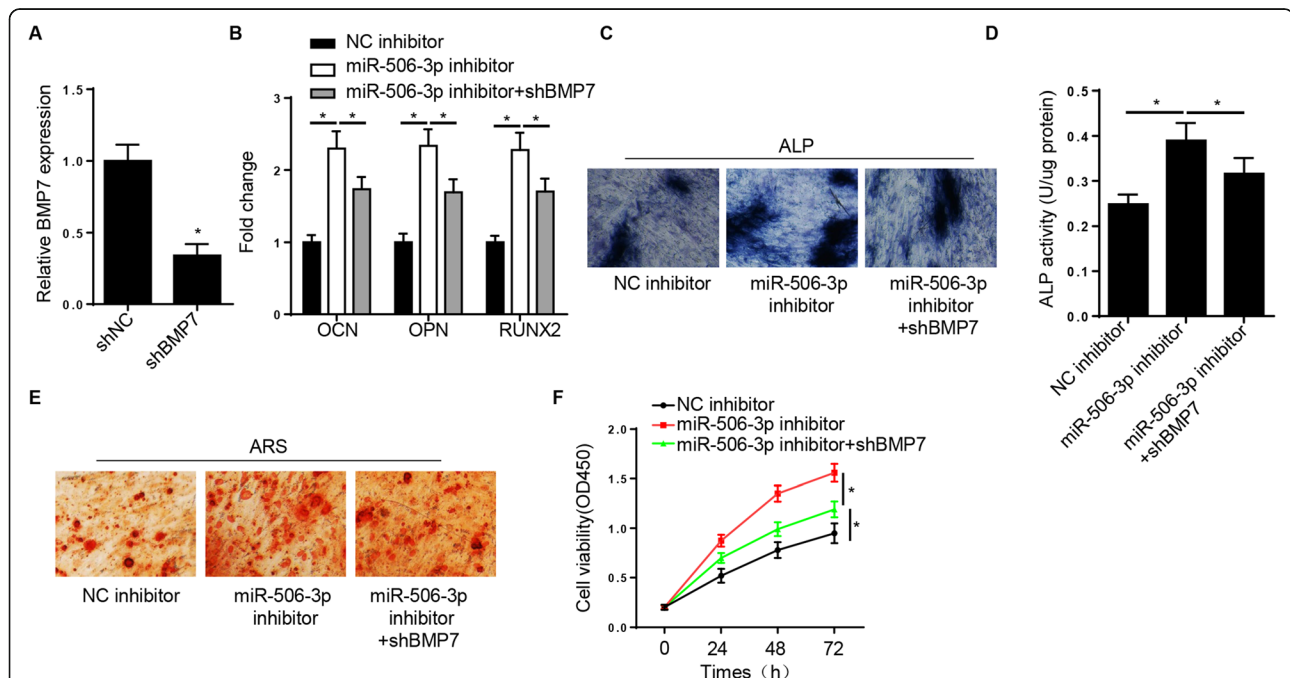 A
Relative BMP7 expression
1.5
1.0
0.5
0.0
*
shNC
shBMP7
B
NC inhibitor
miR-506-3p inhibitor
miR-506-3p inhibitor+shBMP7
Fold change
3
2
1
0
* * * * * *
OCN OPN RUNX2
C
ALP
NC inhibitor
miR-506-3p
inhibitor
miR-506-3p
inhibitor
+shBMP7
D
ALP activity (U/ug protein)
0.5
0.4
0.3
0.2
0.1
0.0
* *
NC inhibitor
miR-506-3p inhibitor
miR-506-3p inhibitor
+shBMP7
E
ARS
NC inhibitor
miR-506-3p
inhibitor
miR-506-3p
inhibitor
+shBMP7
F
NC inhibitor
miR-506-3p inhibitor
miR-506-3p inhibitor+shBMP7
Cell viability(OD450)
2.0
1.5
1.0
0.5
0.0
*
*
0 24 48 72
Times（h）